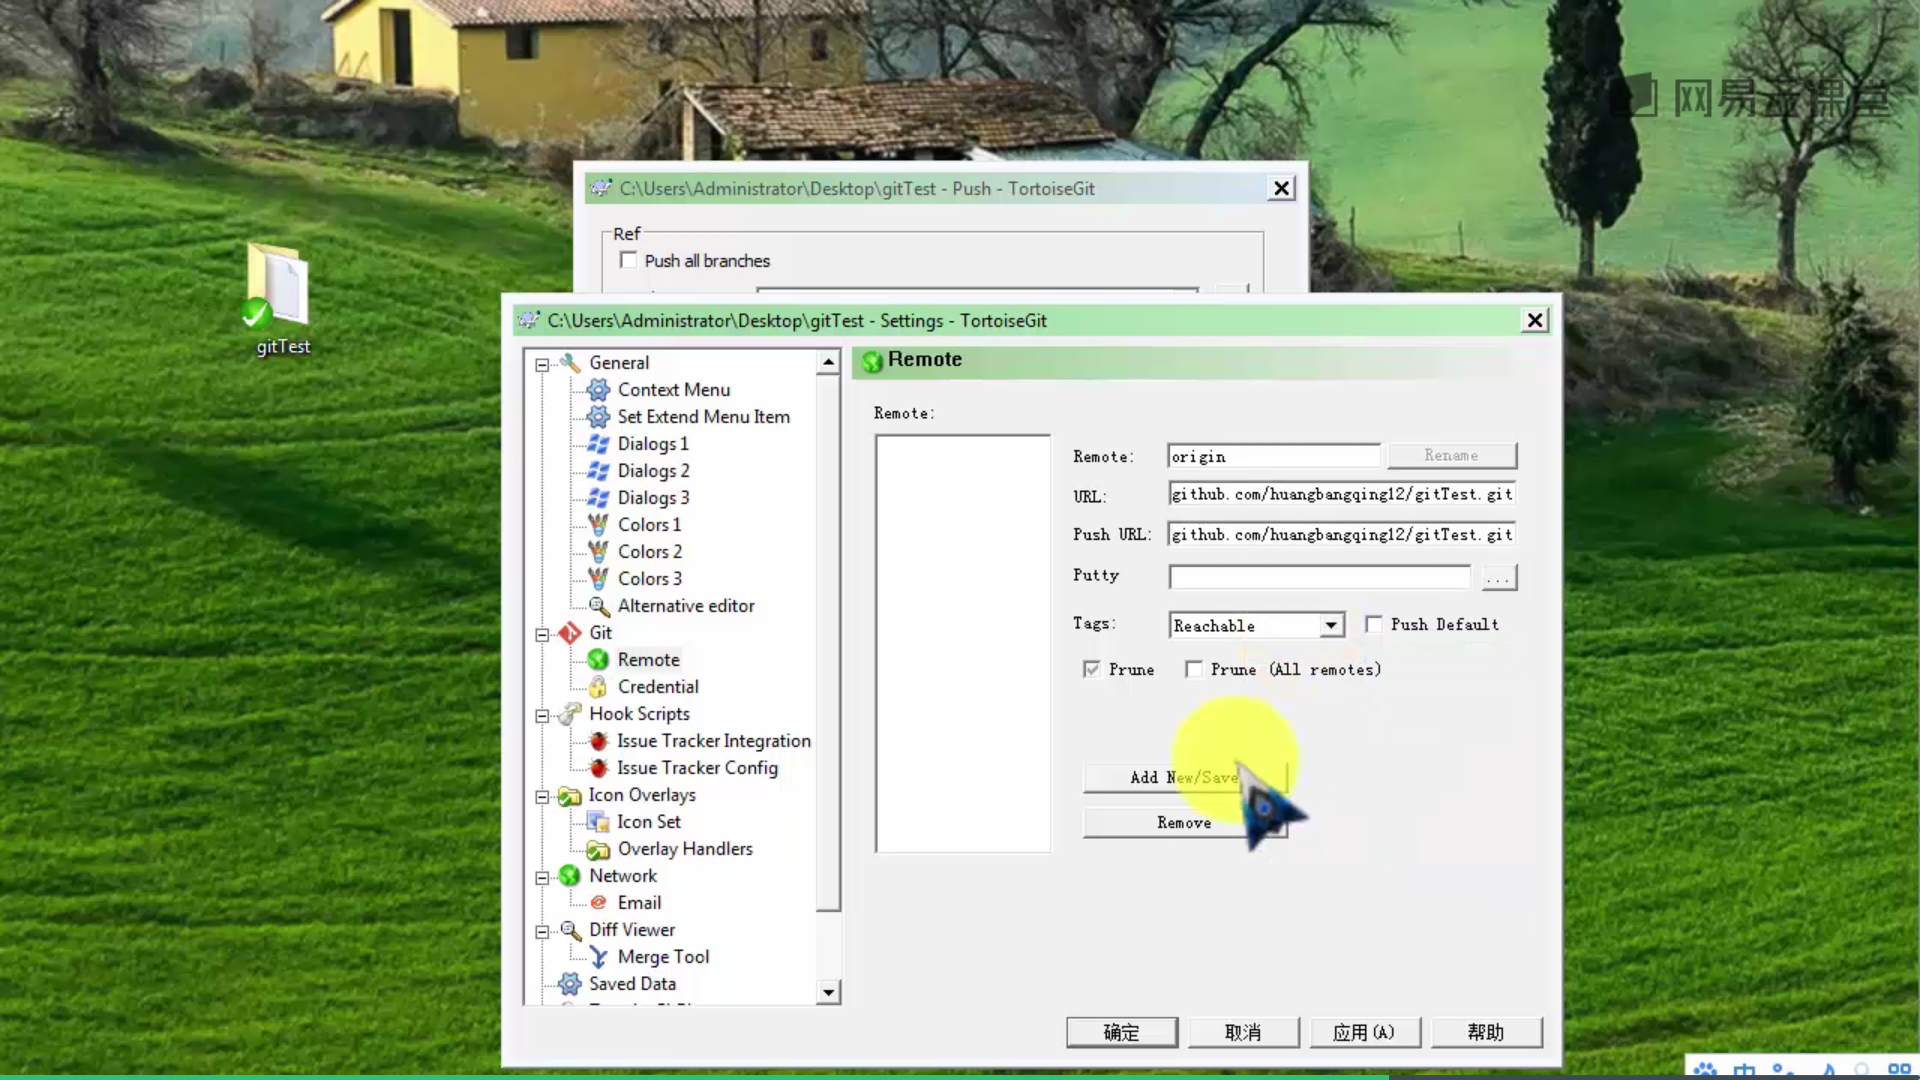 网易云课堂
C:\Users\Administrator\Desktop\gitTest - Push - TortoiseGit
Ref
Push all branches
gitTest
C:\Users\Administrator\Desktop\gitTest - Settings - TortoiseGit
General
Context Menu
Set Extend Menu Item
Dialogs 1
Dialogs 2
Dialogs 3
Colors 1
Colors 2
Colors 3
Alternative editor
Git
Remote
Credential
Hook Scripts
Issue Tracker Integration
Issue Tracker Config
Icon Overlays
Icon Set
Overlay Handlers
Network
Email
Diff Viewer
Merge Tool
Saved Data
Remote
Remote:
Remote: origin Rename
URL: github.com/huangbangqing12/gitTest.git
Push URL: github.com/huangbangqing12/gitTest.git
Putty ...
Tags: Reachable Push Default
Prune Prune (All remotes)
Add New/Save
Remove
确定 取消 应用(A) 帮助